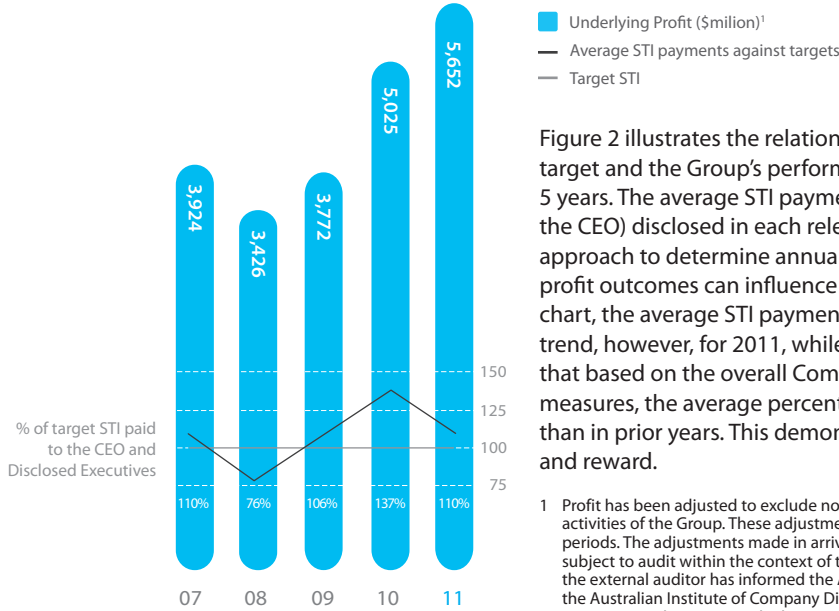 5,652
5,025
3,924
3,772
3,426
150
125
100
75
% of target STI paid
to the CEO and
Disclosed Executives
110%
76%
106%
137%
110%
07
08
09
10
11
Underlying Profit ($milion)¹
Average STI payments against targets
Target STI
Figure 2 illustrates the relation
target and the Group's perform
5 years. The average STI payme
the CEO) disclosed in each rele
approach to determine annua
profit outcomes can influence
chart, the average STI payment
trend, however, for 2011, while
that based on the overall Com
measures, the average percent
than in prior years. This demor
and reward.
1 Profit has been adjusted to exclude no
activities of the Group. These adjustme
periods. The adjustments made in arriv
subject to audit within the context of t
the external auditor has informed the A
the Australian Institute of Company Di